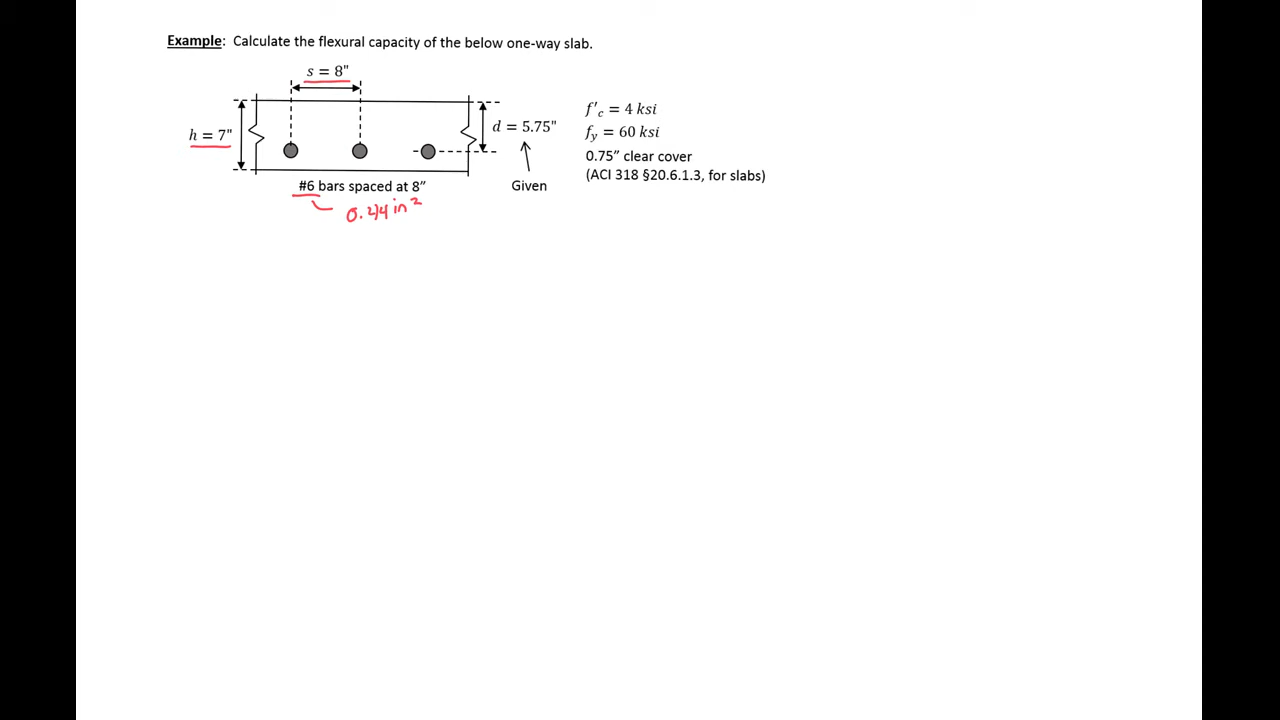 Example: Calculate the flexural capacity of the below one-way slab.
s = 8"
h = 7"
d = 5.75"
f'c = 4 ksi
fy = 60 ksi
0.75” clear cover
(ACI 318 §20.6.1.3, for slabs)
#6 bars spaced at 8”
Given
in²